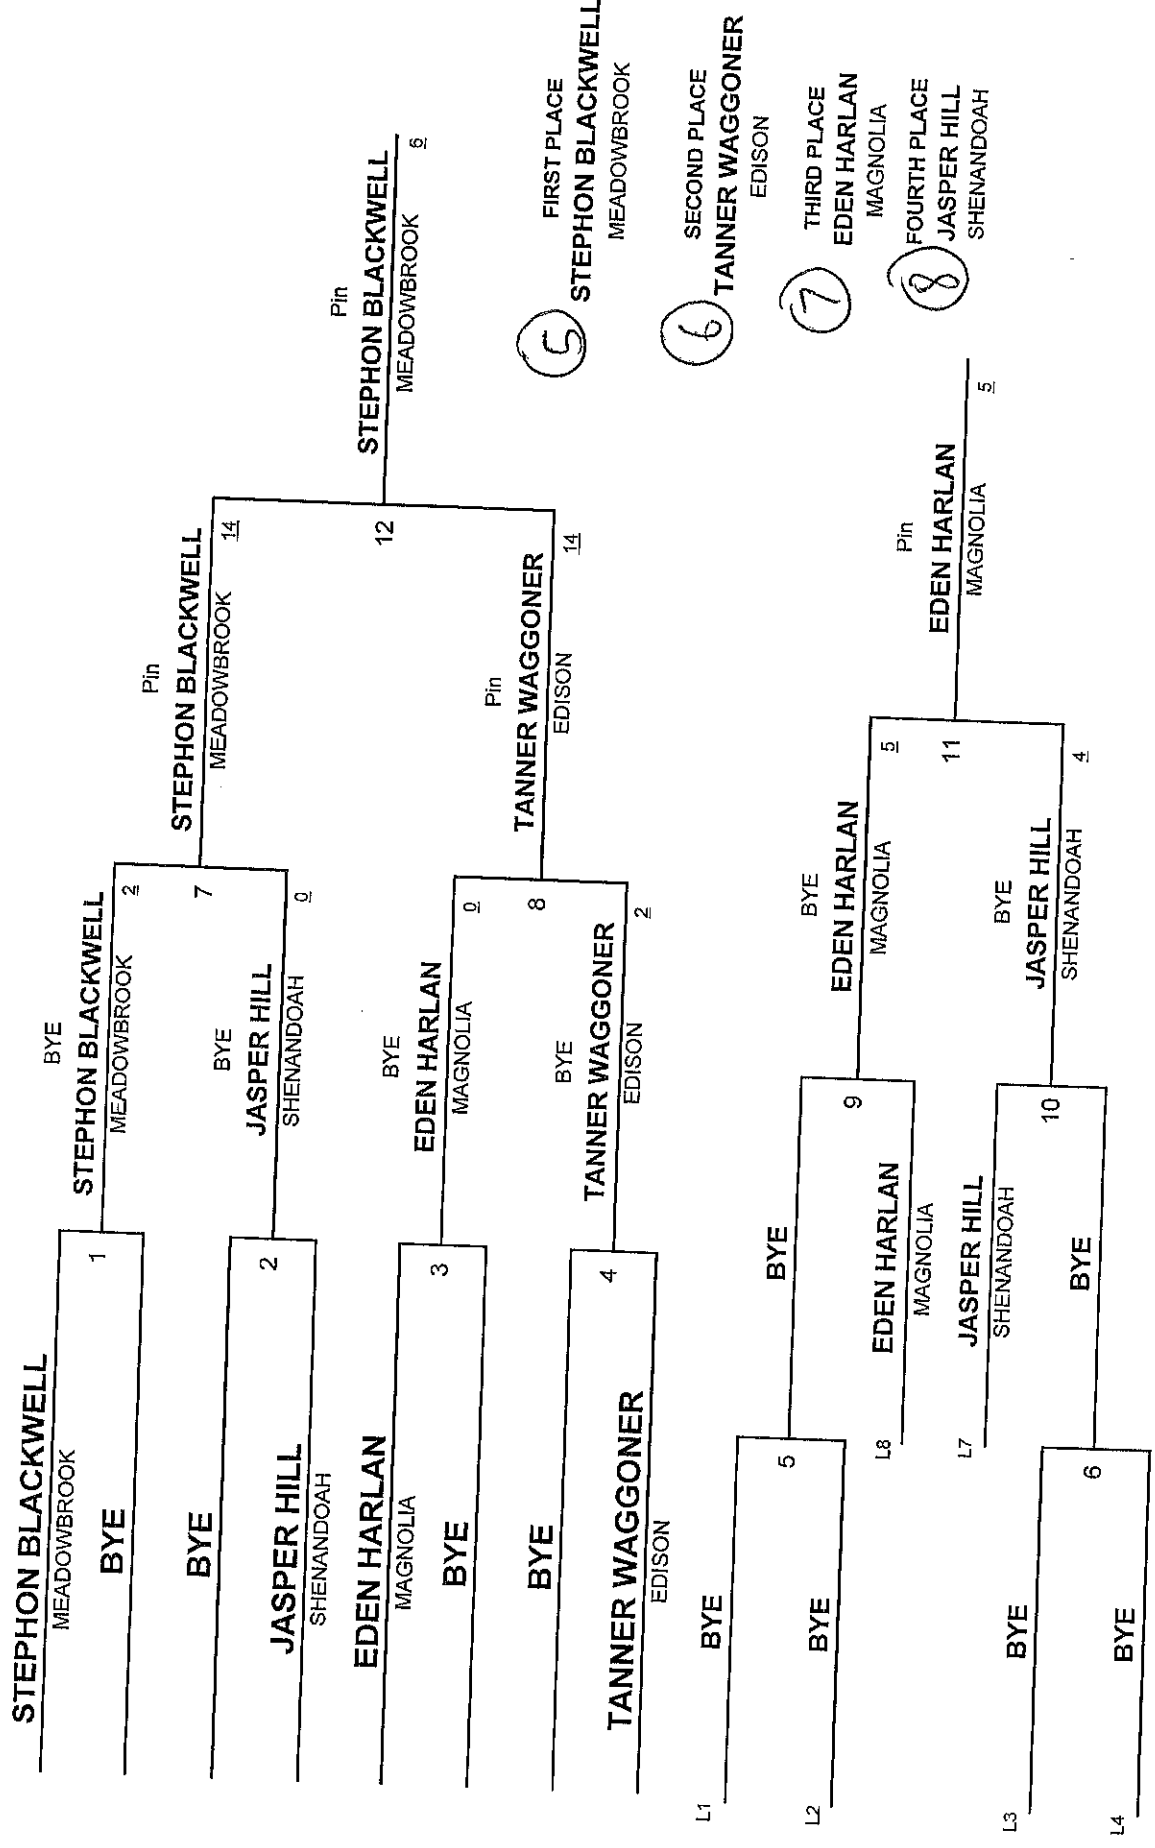 STEPHON BLACKWELL
MEADOWBROOK
1
BYE
BYE
2
JASPER HILL
SHENANDOAH
EDEN HARLAN
MAGNOLIA
3
BYE
BYE
4
TANNER WAGGONER
EDISON
BYE
STEPHON BLACKWELL
MEADOWBROOK
2
7
BYE
JASPER HILL
SHENANDOAH
0
BYE
EDEN HARLAN
MAGNOLIA
0
8
BYE
TANNER WAGGONER
EDISON
2
Pin
STEPHON BLACKWELL
MEADOWBROOK
14
12
Pin
TANNER WAGGONER
EDISON
14
Pin
STEPHON BLACKWELL
MEADOWBROOK
6
5
FIRST PLACE
STEPHON BLACKWELL
MEADOWBROOK
6
SECOND PLACE
TANNER WAGGONER
EDISON
7
THIRD PLACE
EDEN HARLAN
MAGNOLIA
8
FOURTH PLACE
JASPER HILL
SHENANDOAH
L1
BYE
5
L2
BYE
L3
BYE
6
L4
BYE
BYE
9
L8
EDEN HARLAN
MAGNOLIA
L7
JASPER HILL
SHENANDOAH
10
BYE
BYE
EDEN HARLAN
MAGNOLIA
5
11
BYE
JASPER HILL
SHENANDOAH
4
Pin
EDEN HARLAN
MAGNOLIA
5